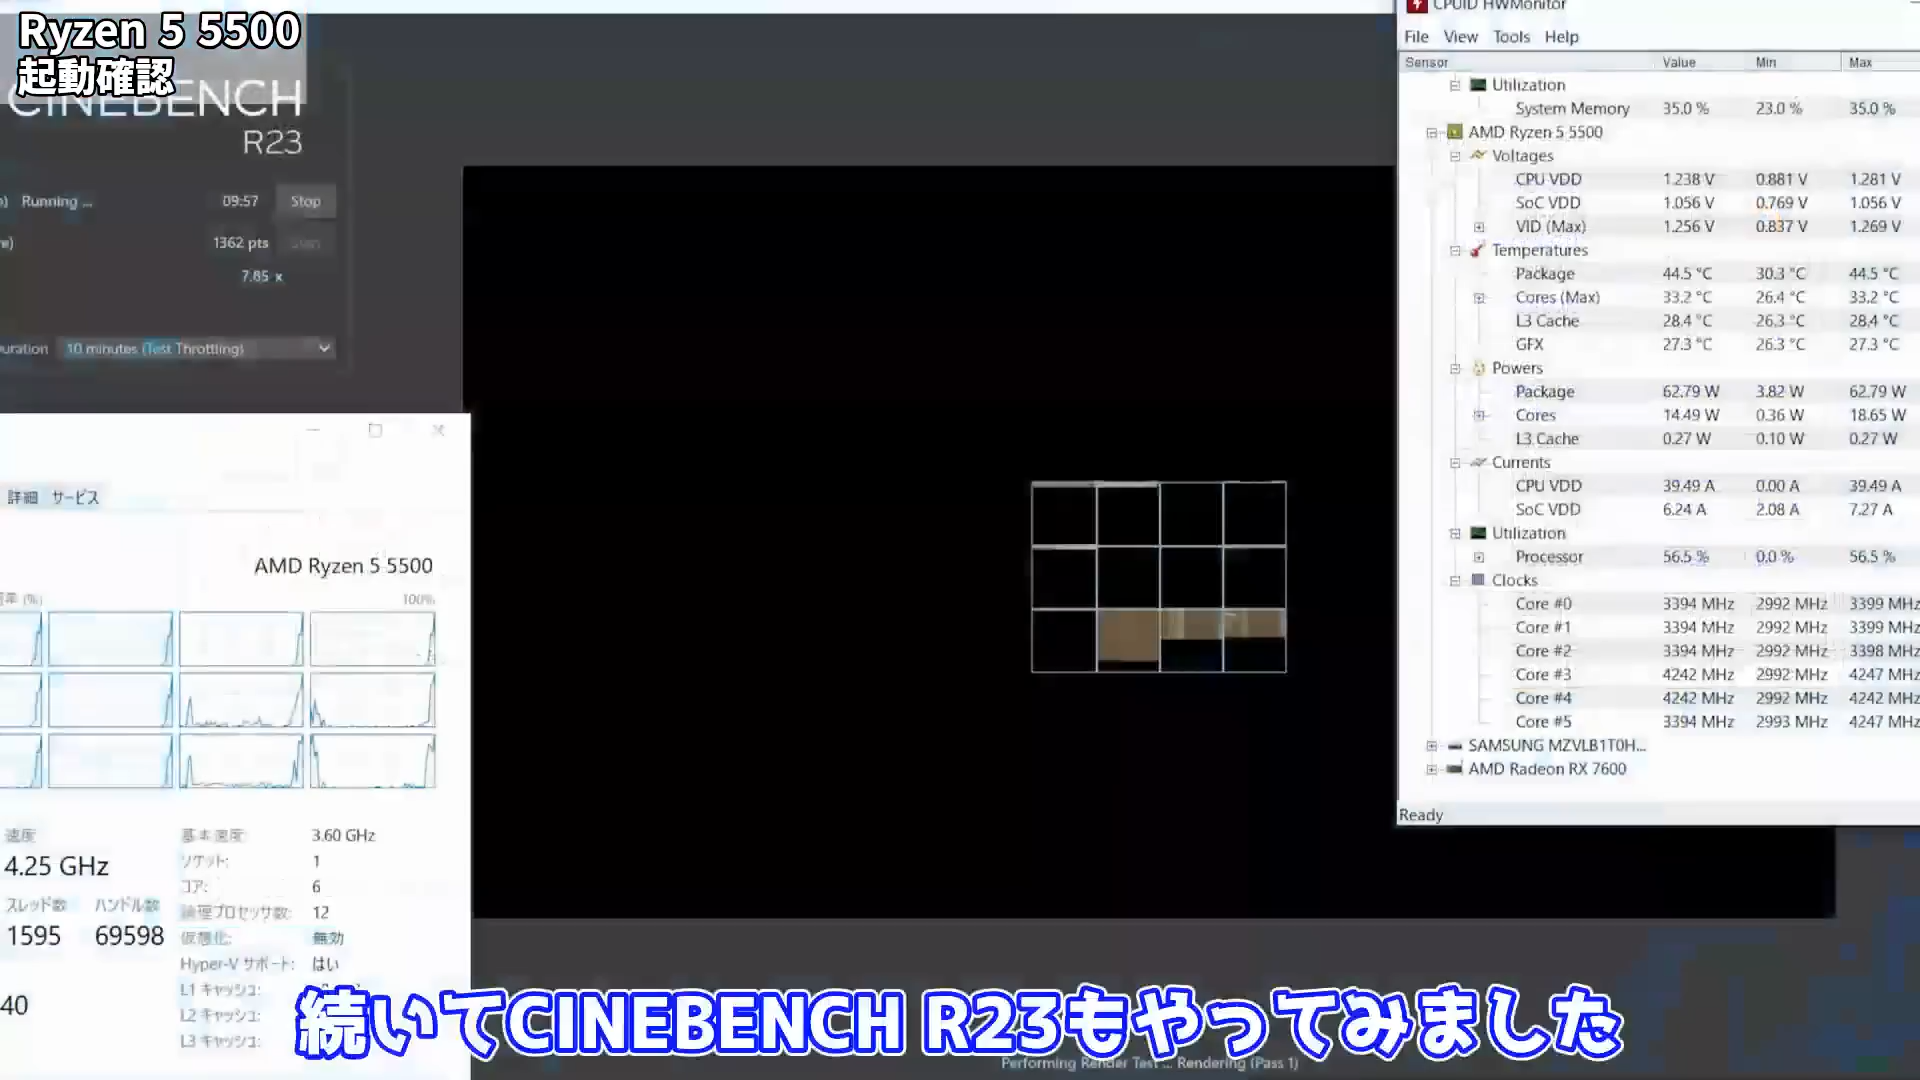 Ryzen 5 5500
起動確認
CINEBENCH
R23
Running ...
09:57
Stop
1362 pts
Start
7.85 x
10 minutes (Test Throttling)
詳細 サービス
AMD Ryzen 5 5500
100%
速度
4.25 GHz
スレッド数 ハンドル数
1595 69598
40
基本速度: 3.60 GHz
ソケット: 1
コア: 6
論理プロセッサ数: 12
仮想化: 無効
Hyper-V サポート: はい
L1 キャッシュ:
L2 キャッシュ:
L3 キャッシュ:
CPUID HWMonitor
File View Tools Help
Sensor Value Min Max
Utilization
System Memory 35.0 % 23.0 % 35.0 %
AMD Ryzen 5 5500
Voltages
CPU VDD 1.238 V 0.881 V 1.281 V
SoC VDD 1.056 V 0.769 V 1.056 V
VID (Max) 1.256 V 0.837 V 1.269 V
Temperatures
Package 44.5 °C 30.3 °C 44.5 °C
Cores (Max) 33.2 °C 26.4 °C 33.2 °C
L3 Cache 28.4 °C 26.3 °C 28.4 °C
GFX 27.3 °C 26.3 °C 27.3 °C
Powers
Package 62.79 W 3.82 W 62.79 W
Cores 14.49 W 0.36 W 18.65 W
L3 Cache 0.27 W 0.10 W 0.27 W
Currents
CPU VDD 39.49 A 0.00 A 39.49 A
SoC VDD 6.24 A 2.08 A 7.27 A
Utilization
Processor 56.5 % 0.0 % 56.5 %
Clocks
Core #0 3394 MHz 2992 MHz 3399 MHz
Core #1 3394 MHz 2992 MHz 3399 MHz
Core #2 3394 MHz 2992 MHz 3398 MHz
Core #3 4242 MHz 2992 MHz 4247 MHz
Core #4 4242 MHz 2992 MHz 4242 MHz
Core #5 3394 MHz 2993 MHz 4247 MHz
SAMSUNG MZVLB1T0H...
AMD Radeon RX 7600
Ready
続いてCINEBENCH R23もやってみました
Performing Render Test ... Rendering (Pass 1)